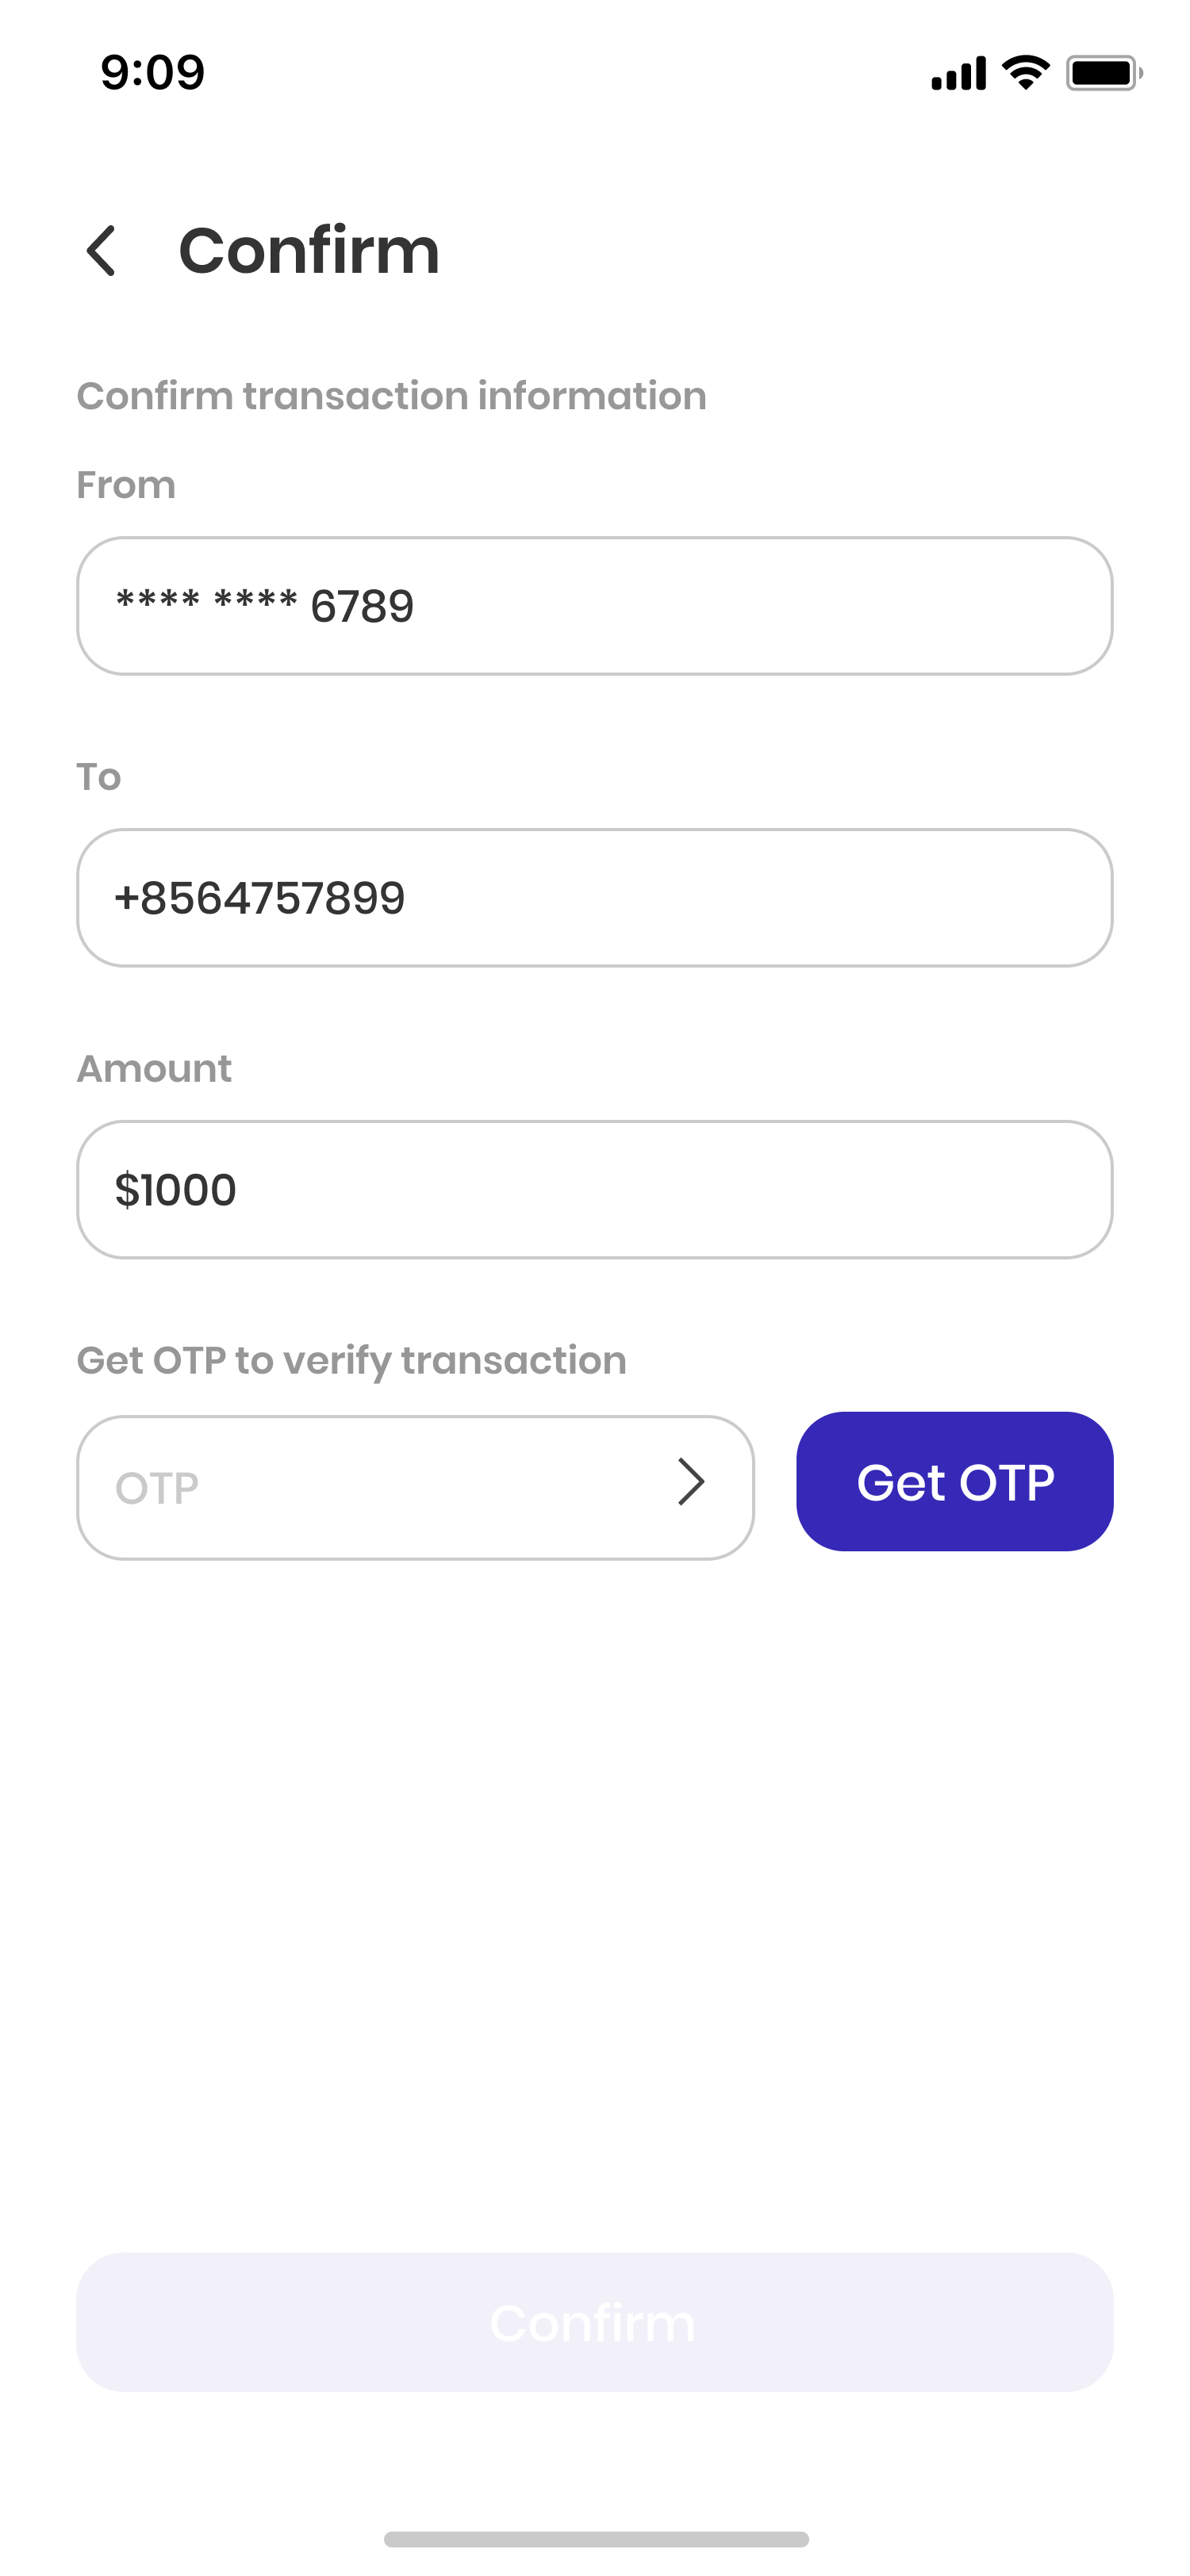 9:09
Confirm
Confirm transaction information
From
**** **** 6789
To
+8564757899
Amount
$1000
Get OTP to verify transaction
OTP
Get OTP
Confirm